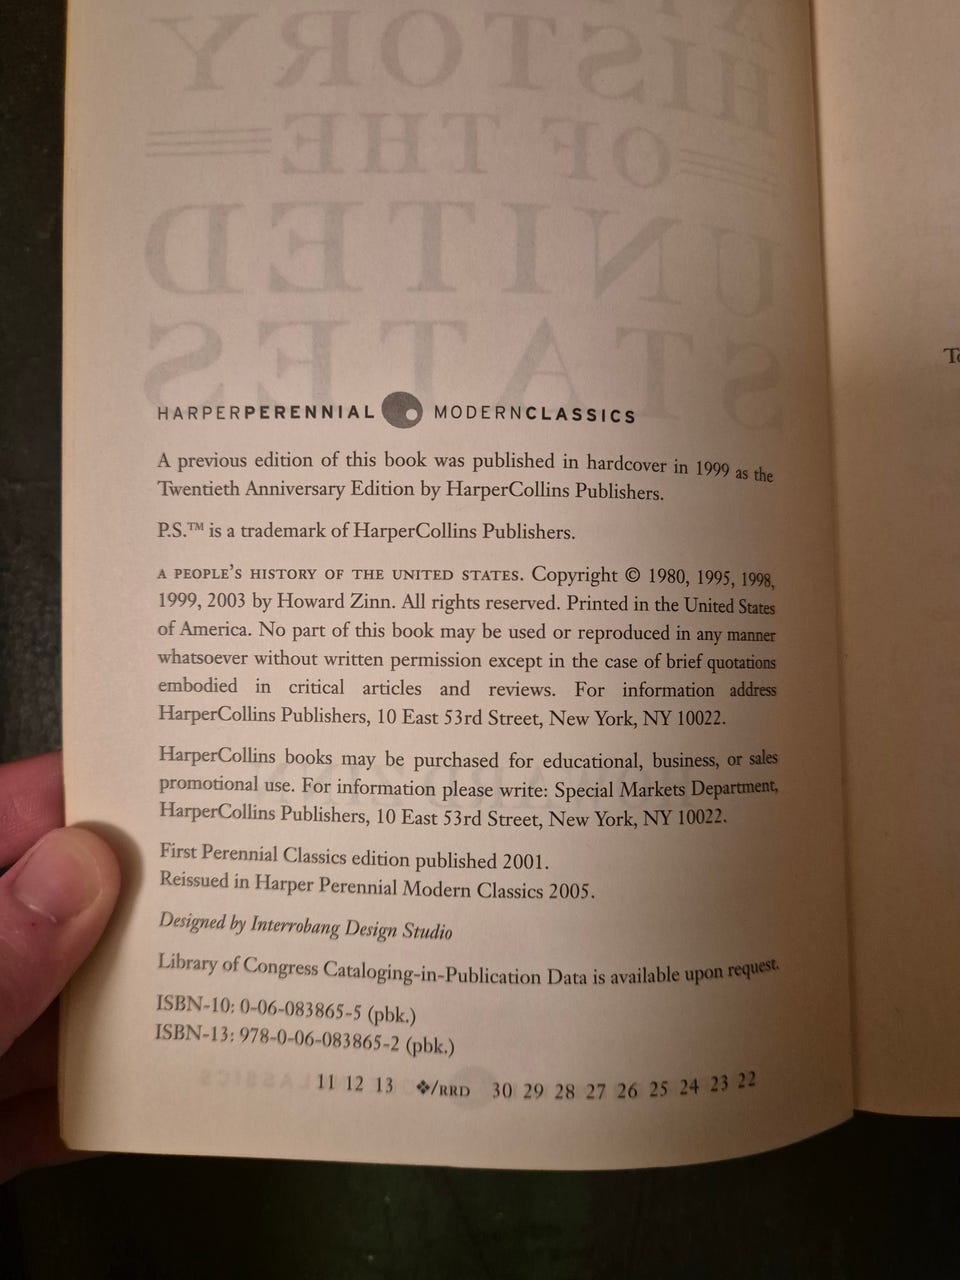 HISTORY
OF THE
UNITED
STATES
HARPERPERENNIAL MODERNCLASSICS
A previous edition of this book was published in hardcover in 1999 as the
Twentieth Anniversary Edition by HarperCollins Publishers.
P.S.™ is a trademark of HarperCollins Publishers.
A PEOPLE'S HISTORY OF THE UNITED STATES. Copyright © 1980, 1995, 1998,
1999, 2003 by Howard Zinn. All rights reserved. Printed in the United States
of America. No part of this book may be used or reproduced in any manner
whatsoever without written permission except in the case of brief quotations
embodied in critical articles and reviews. For information address
HarperCollins Publishers, 10 East 53rd Street, New York, NY 10022.
HarperCollins books may be purchased for educational, business, or sales
promotional use. For information please write: Special Markets Department,
HarperCollins Publishers, 10 East 53rd Street, New York, NY 10022.
First Perennial Classics edition published 2001.
Reissued in Harper Perennial Modern Classics 2005.
Designed by Interrobang Design Studio
Library of Congress Cataloging-in-Publication Data is available upon request.
ISBN-10: 0-06-083865-5 (pbk.)
ISBN-13: 978-0-06-083865-2 (pbk.)
11 12 13 ❖/RRD 30 29 28 27 26 25 24 23 22